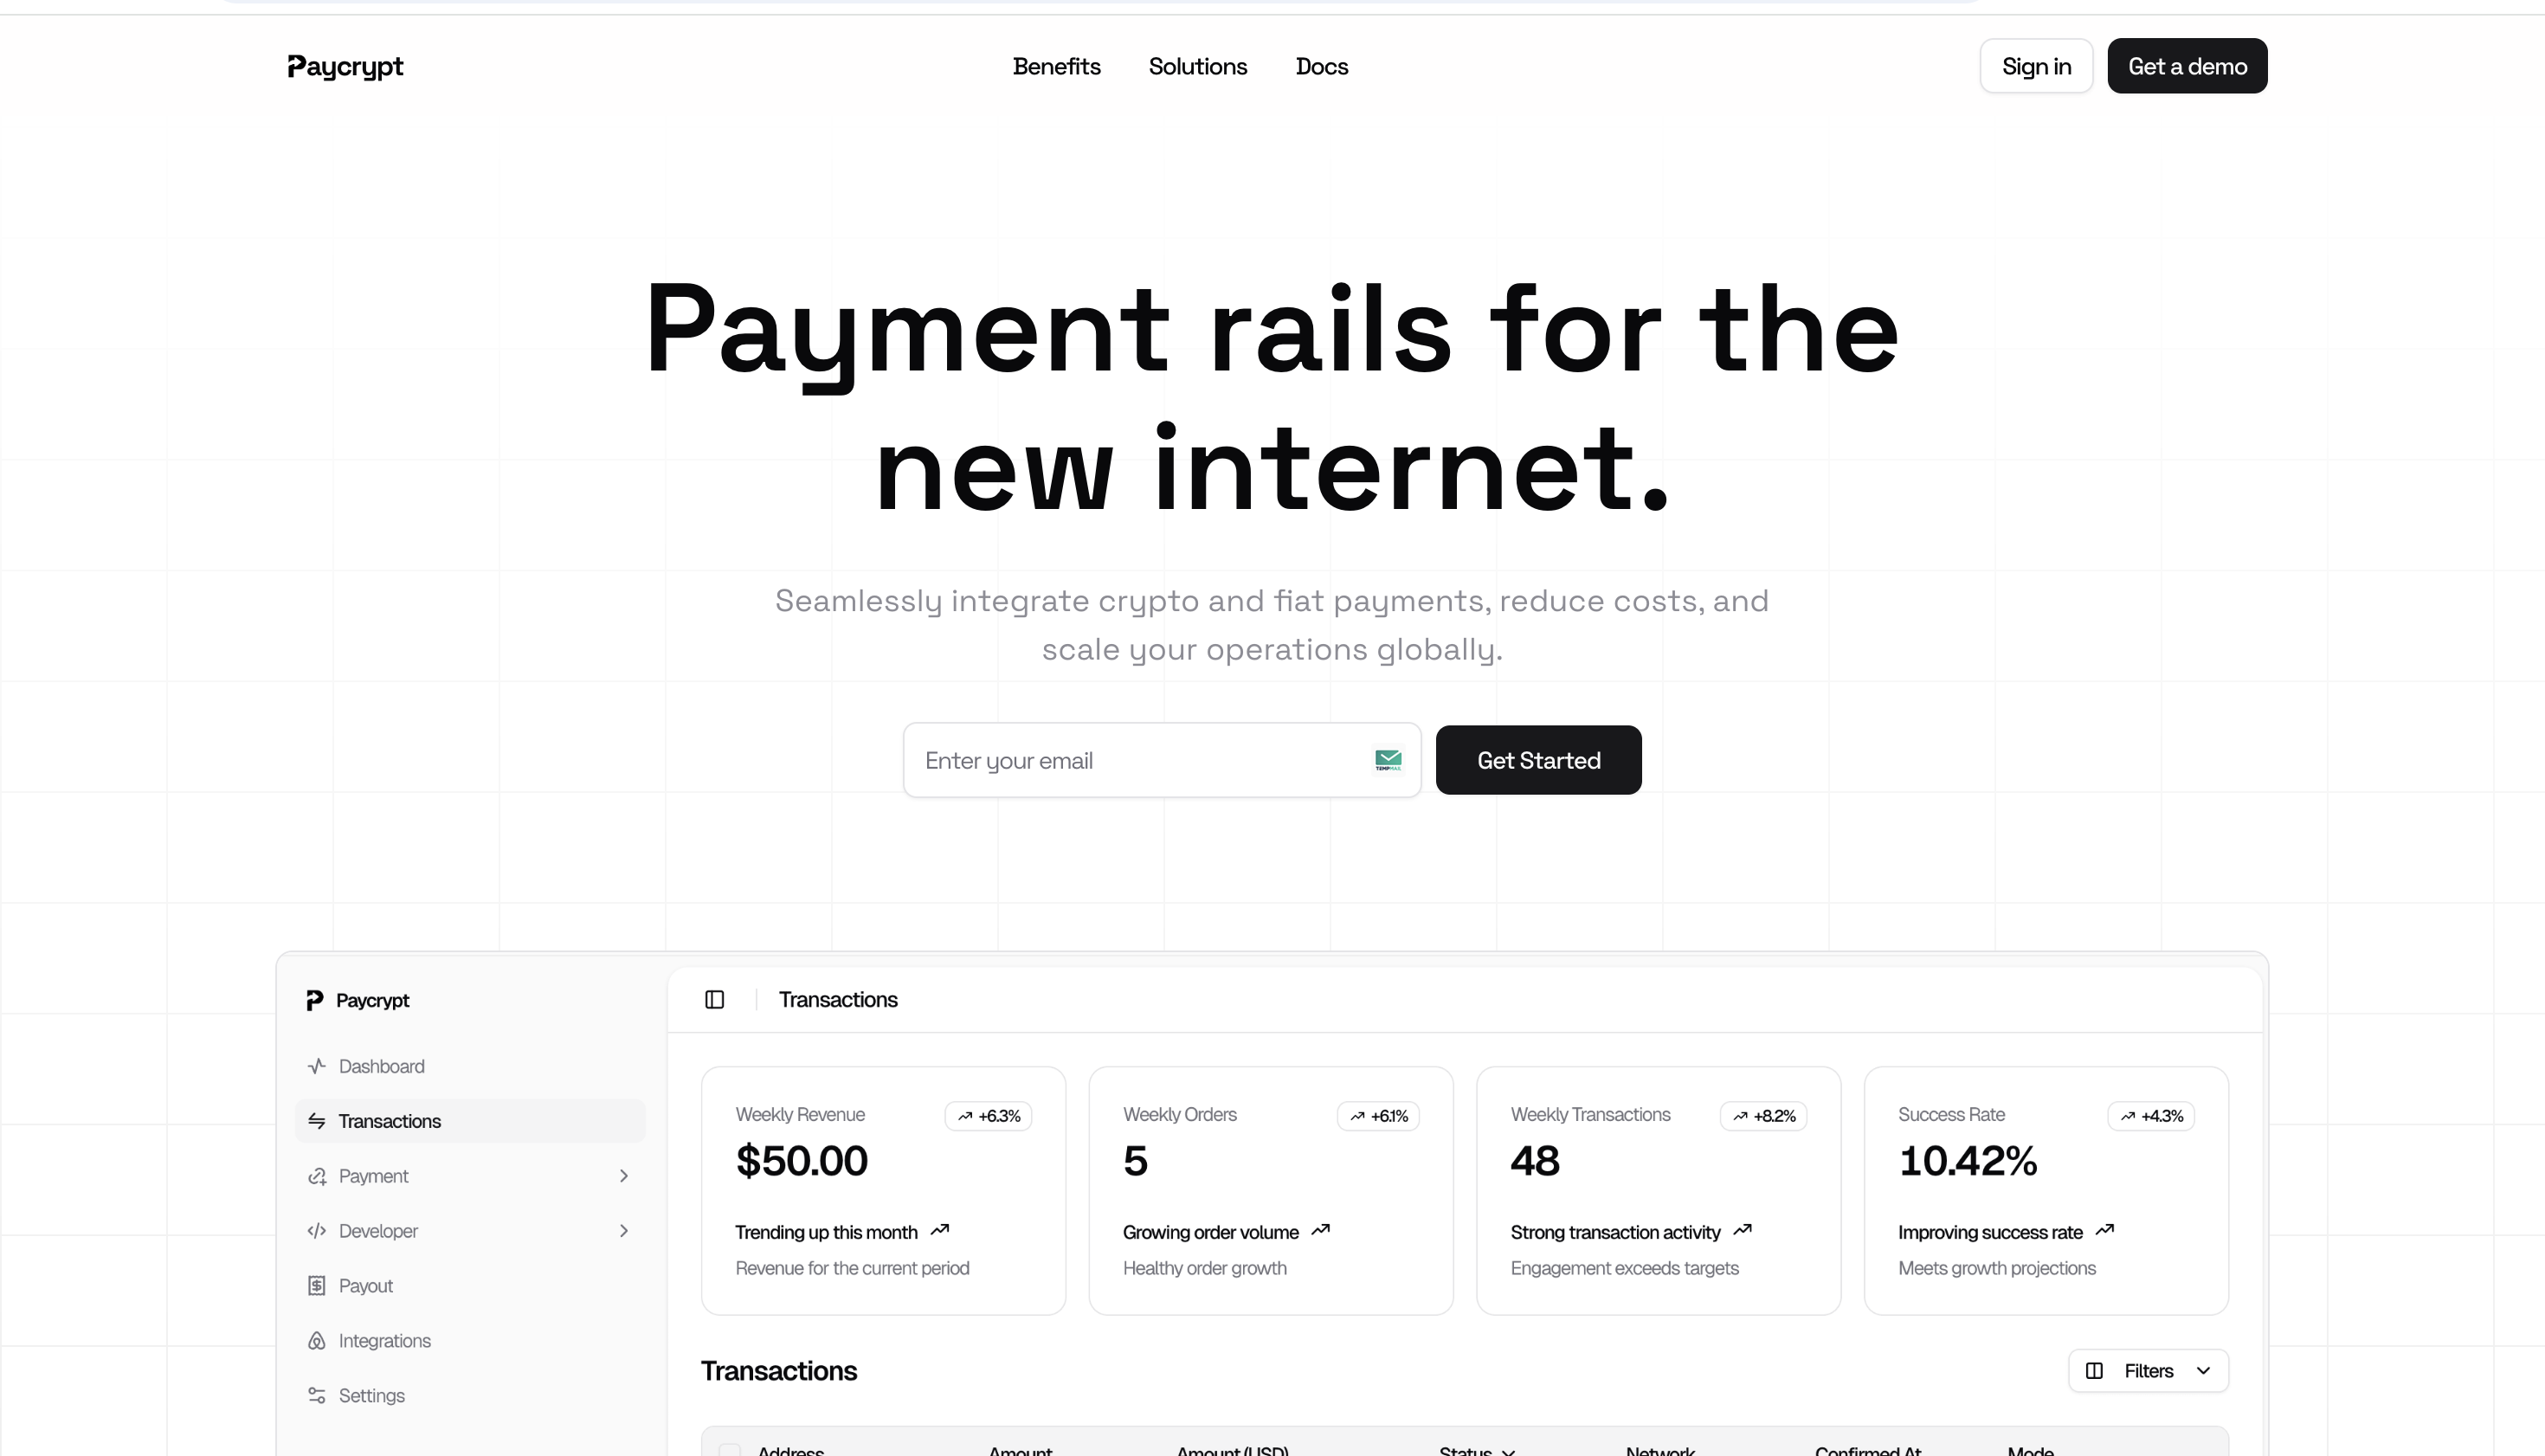 Paycrypt
Benefits Solutions Docs
Sign in Get a demo
Payment rails for the
new internet.
Seamlessly integrate crypto and fiat payments, reduce costs, and
scale your operations globally.
Enter your email
TEMPMAIL
Get Started
Paycrypt
Dashboard
Transactions
Payment
Developer
Payout
Integrations
Settings
Transactions
Weekly Revenue +6.3%
$50.00
Trending up this month
Revenue for the current period
Weekly Orders +6.1%
5
Growing order volume
Healthy order growth
Weekly Transactions +8.2%
48
Strong transaction activity
Engagement exceeds targets
Success Rate +4.3%
10.42%
Improving success rate
Meets growth projections
Transactions
Filters
Address Amount Amount (USD) Status Network Confirmed At Mode